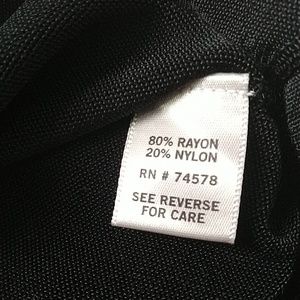 80% RAYON
20% NYLON
RN # 74578
SEE REVERSE
FOR CARE